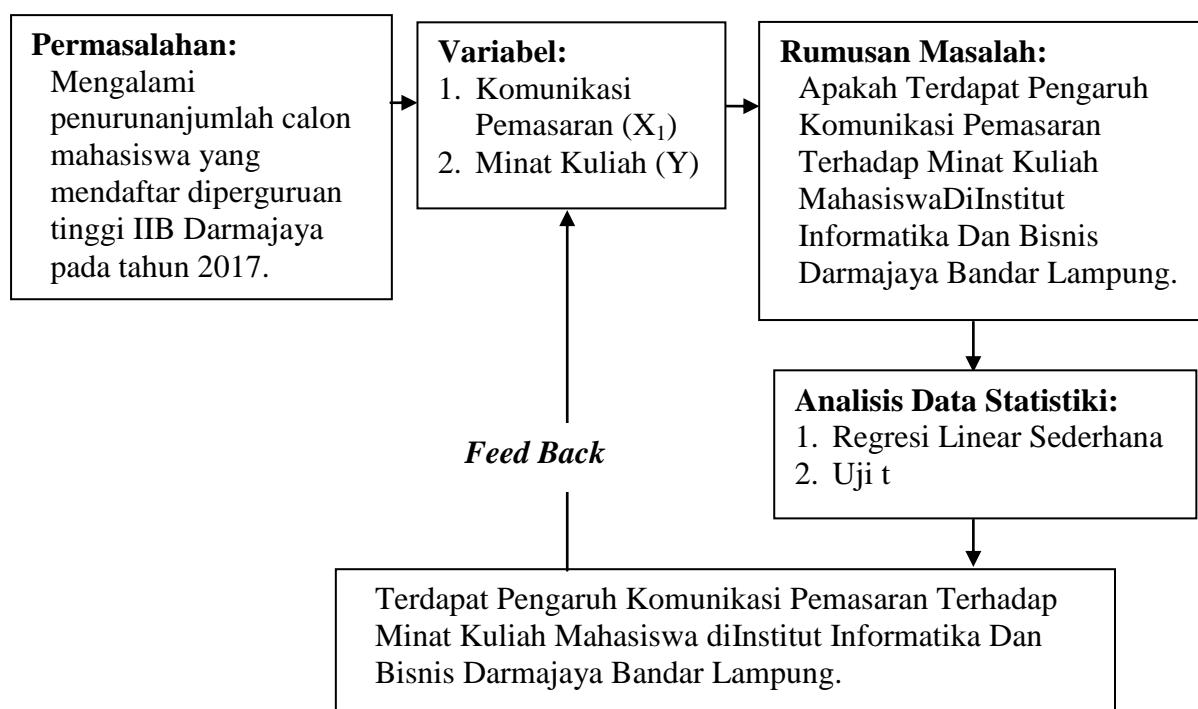 Permasalahan:
Mengalami
penurunanjumlah calon
mahasiswa yang
mendaftar diperguruan
tinggi IIB Darmajaya
pada tahun 2017.
Variabel:
1. Komunikasi
Pemasaran (X₁)
2. Minat Kuliah (Y)
Rumusan Masalah:
Apakah Terdapat Pengaruh
Komunikasi Pemasaran
Terhadap Minat Kuliah
MahasiswaDiInstitut
Informatika Dan Bisnis
Darmajaya Bandar Lampung.
Analisis Data Statistiki:
1. Regresi Linear Sederhana
2. Uji t
Feed Back
Terdapat Pengaruh Komunikasi Pemasaran Terhadap
Minat Kuliah Mahasiswa diInstitut Informatika Dan
Bisnis Darmajaya Bandar Lampung.